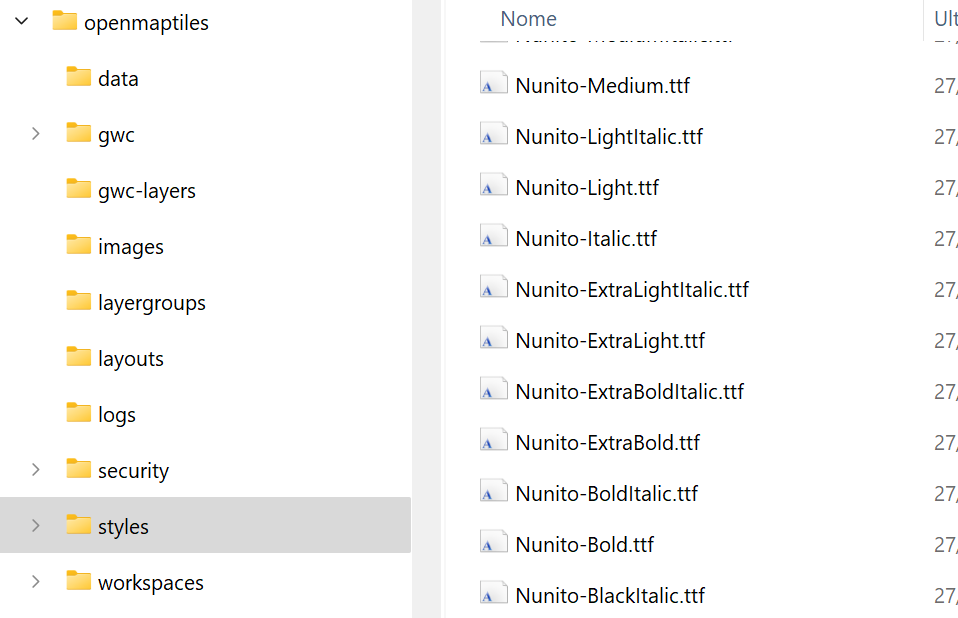 openmaptiles
data
gwc
gwc-layers
images
layergroups
layouts
logs
security
styles
workspaces
Nome
Ult
Nunito-MediumItalic.ttf
Nunito-Medium.ttf
27/
Nunito-LightItalic.ttf
27/
Nunito-Light.ttf
27/
Nunito-Italic.ttf
27/
Nunito-ExtraLightItalic.ttf
27/
Nunito-ExtraLight.ttf
27/
Nunito-ExtraBoldItalic.ttf
27/
Nunito-ExtraBold.ttf
27/
Nunito-BoldItalic.ttf
27/
Nunito-Bold.ttf
27/
Nunito-BlackItalic.ttf
27/